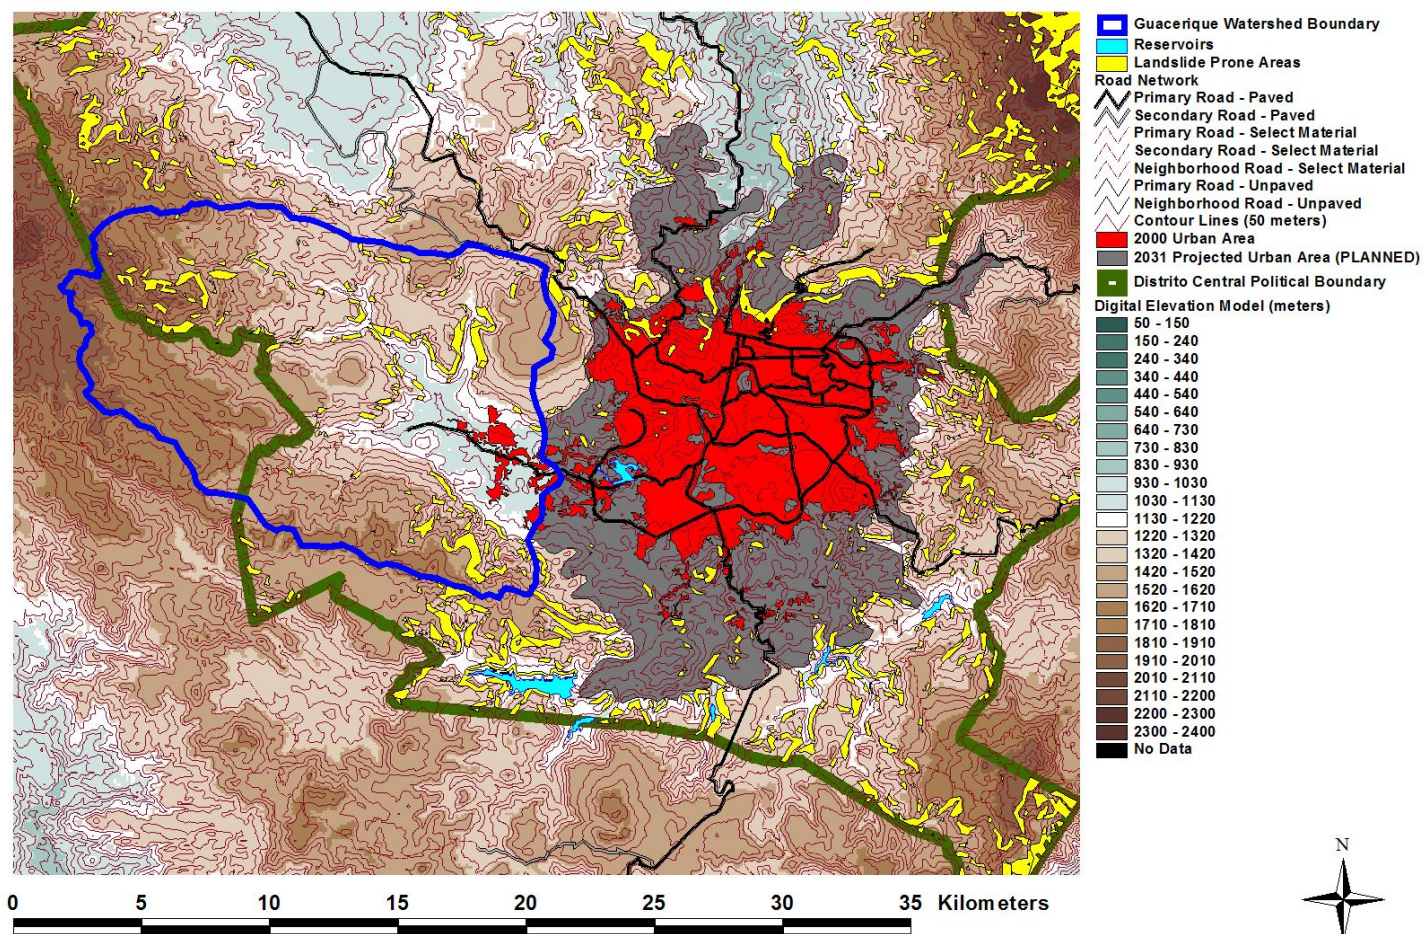 Guacerique Watershed Boundary
Reservoirs
Landslide Prone Areas
Road Network
Primary Road - Paved
Secondary Road - Paved
Primary Road - Select Material
Secondary Road - Select Material
Neighborhood Road - Select Material
Primary Road - Unpaved
Neighborhood Road - Unpaved
Contour Lines (50 meters)
2000 Urban Area
2031 Projected Urban Area (PLANNED)
Distrito Central Political Boundary
Digital Elevation Model (meters)
50 - 150
150 - 240
240 - 340
340 - 440
440 - 540
540 - 640
640 - 730
730 - 830
830 - 930
930 - 1030
1030 - 1130
1130 - 1220
1220 - 1320
1320 - 1420
1420 - 1520
1520 - 1620
1620 - 1710
1710 - 1810
1810 - 1910
1910 - 2010
2010 - 2110
2110 - 2200
2200 - 2300
2300 - 2400
No Data
N
0 5 10 15 20 25 30 35 Kilometers